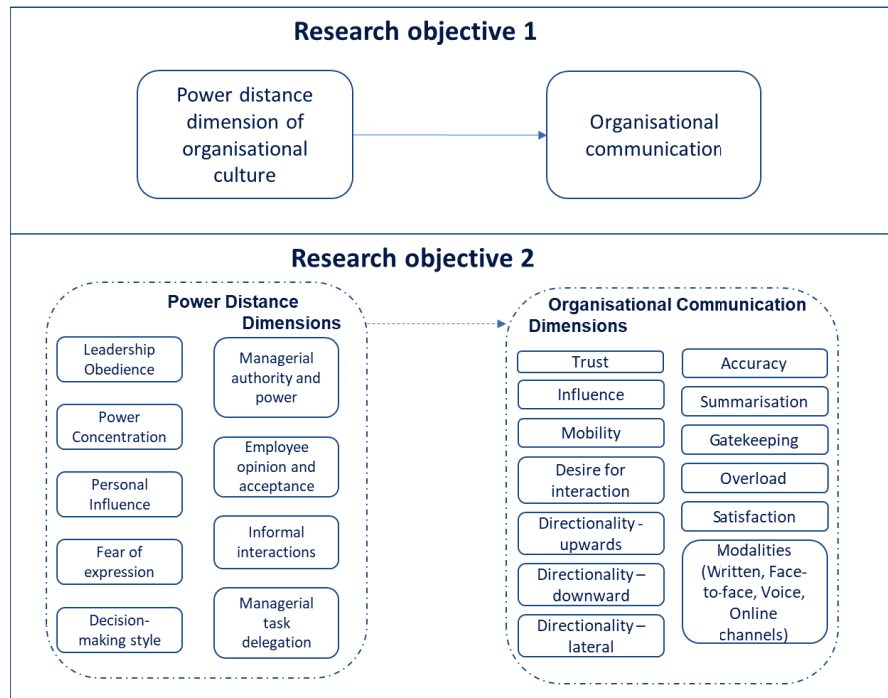 Research objective 1
Power distance
dimension of
organisational
culture
Organisational
communication
Research objective 2
Power Distance
Dimensions
Leadership
Obedience
Power
Concentration
Personal
Influence
Fear of
expression
Decision-
making style
Managerial
authority and
power
Employee
opinion and
acceptance
Informal
interactions
Managerial
task
delegation
Organisational Communication
Dimensions
Trust
Influence
Mobility
Desire for
interaction
Directionality -
upwards
Directionality –
downward
Directionality –
lateral
Accuracy
Summarisation
Gatekeeping
Overload
Satisfaction
Modalities
(Written, Face-
to-face, Voice,
Online
channels)